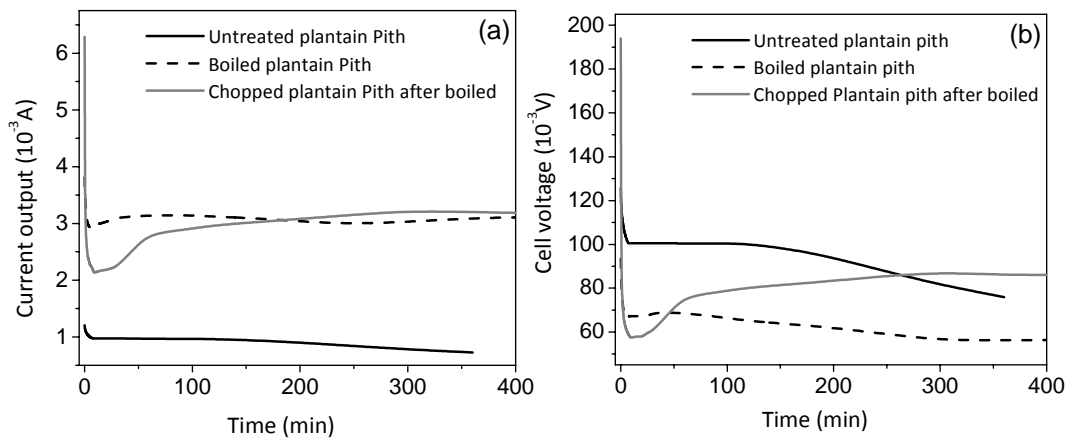 (a)
Untreated plantain Pith
Boiled plantain Pith
Chopped plantain Pith after boiled
6
5
4
3
2
1
Current output (10⁻³A)
0 100 200 300 400
Time (min)
(b)
Untreated plantain pith
Boiled plantain pith
Chopped Plantain pith after boiled
200
180
160
140
120
100
80
60
Cell voltage (10⁻³V)
0 100 200 300 400
Time (min)